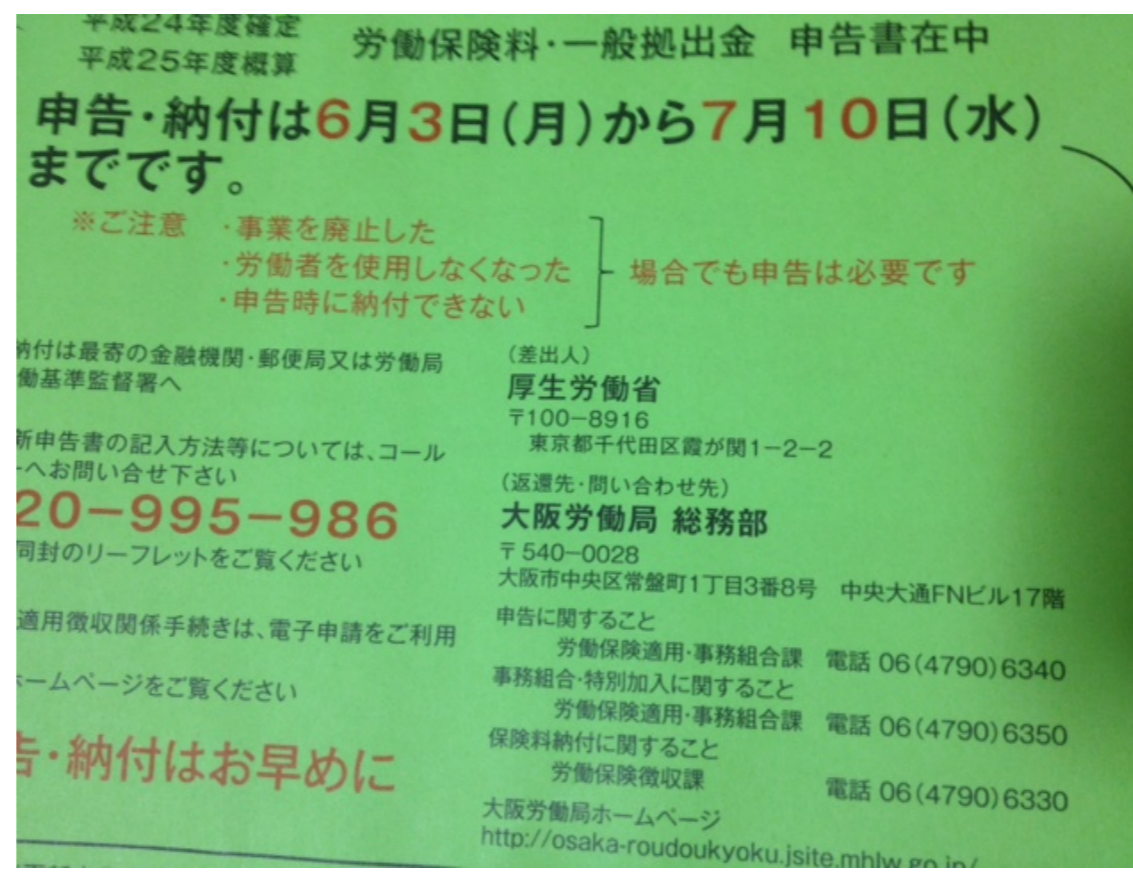 平成24年度確定
平成25年度概算
労働保険料・一般拠出金 申告書在中
申告・納付は6月3日(月)から7月10日(水)
までです。
※ご注意
・事業を廃止した
・労働者を使用しなくなった
・申告時に納付できない
場合でも申告は必要です
納付は最寄の金融機関・郵便局又は労働局
働基準監督署へ
新申告書の記入方法等については、コール
ーへお問い合せ下さい
20-995-986
同封のリーフレットをご覧ください
適用徴収関係手続きは、電子申請をご利用
ホームページをご覧ください
告・納付はお早めに
(差出人)
厚生労働省
〒100-8916
東京都千代田区霞が関1-2-2
(返還先・問い合わせ先)
大阪労働局 総務部
〒540-0028
大阪市中央区常盤町1丁目3番8号 中央大通FNビル17階
申告に関すること
労働保険適用・事務組合課 電話 06(4790)6340
事務組合・特別加入に関すること
労働保険適用・事務組合課 電話 06(4790)6350
保険料納付に関すること
労働保険徴収課 電話 06(4790)6330
大阪労働局ホームページ
http://osaka-roudoukyoku.jsite.mhlw.go.jp/